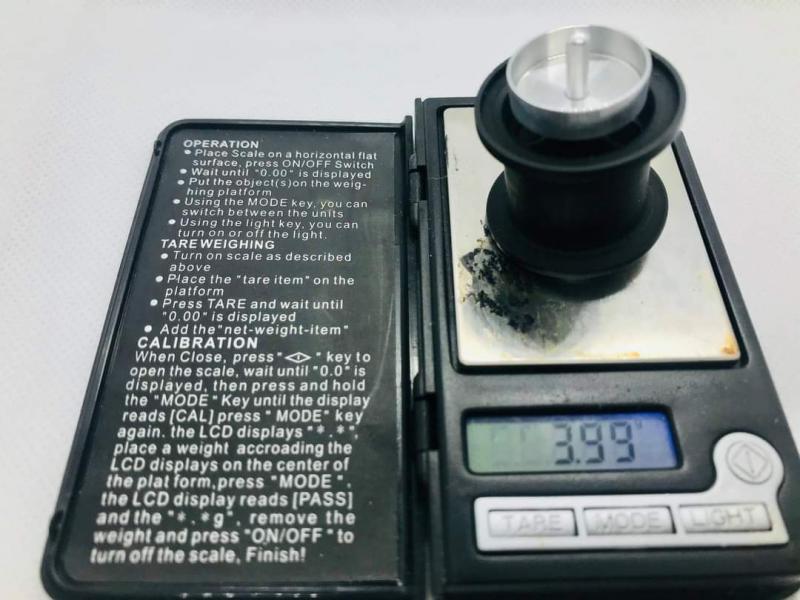 OPERATION
● Place Scale on a horizontal flat
surface, press ON/OFF Switch
● Wait until "0.00" is displayed
● Put the object(s)on the weig-
hing platform
● Using the MODE key, you can
switch between the units
● Using the light key, you can
turn on or off the light.
TARE WEIGHING
● Turn on scale as described
above
● Place the "tare item" on the
platform
● Press TARE and wait until
"0.00" is displayed
● Add the"net-weight-item"
CALIBRATION
When Close, press "<|>" key to
open the scale, wait until "0.0" is
displayed, then press and hold
the "MODE" Key until the display
reads [CAL] press " MODE" key
again. the LCD displays "*.*",
place a weight accroading the
LCD displays on the center of
the plat form,press "MODE".
the LCD display reads [PASS]
and the "*.*g", remove the
weight and press "ON/OFF" to
turn off the scale, Finish!
3.99g
TARE MODE LIGHT